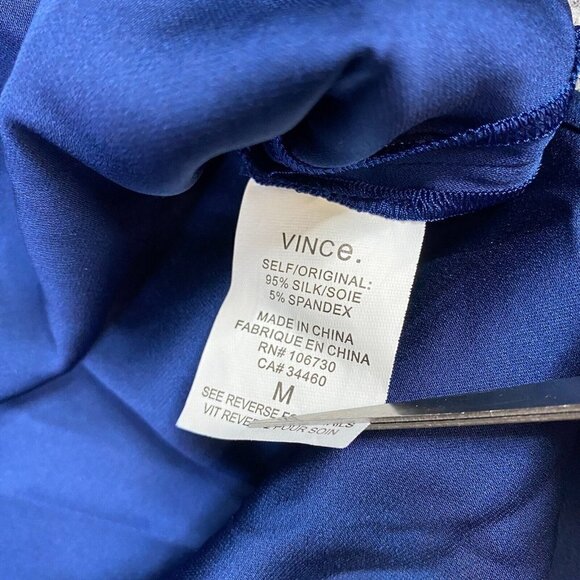 VINCe.
SELF/ORIGINAL:
95% SILK/SOIE
5% SPANDEX
MADE IN CHINA
FABRIQUE EN CHINA
RN# 106730
CA# 34460
M
SEE REVERSE
VIT POUR SOIN